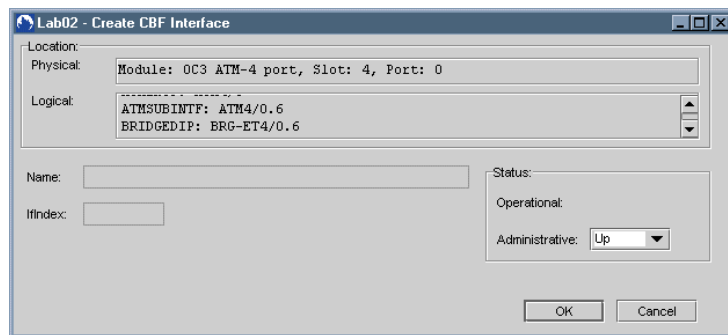 Lab02 - Create CBF Interface
Location:
Physical: Module: OC3 ATM-4 port, Slot: 4, Port: 0
Logical:
ATMSUBINTF: ATM4/0.6
BRIDGEDIP: BRG-ET4/0.6
Name:
IfIndex:
Status:
Operational:
Administrative: Up
OK Cancel